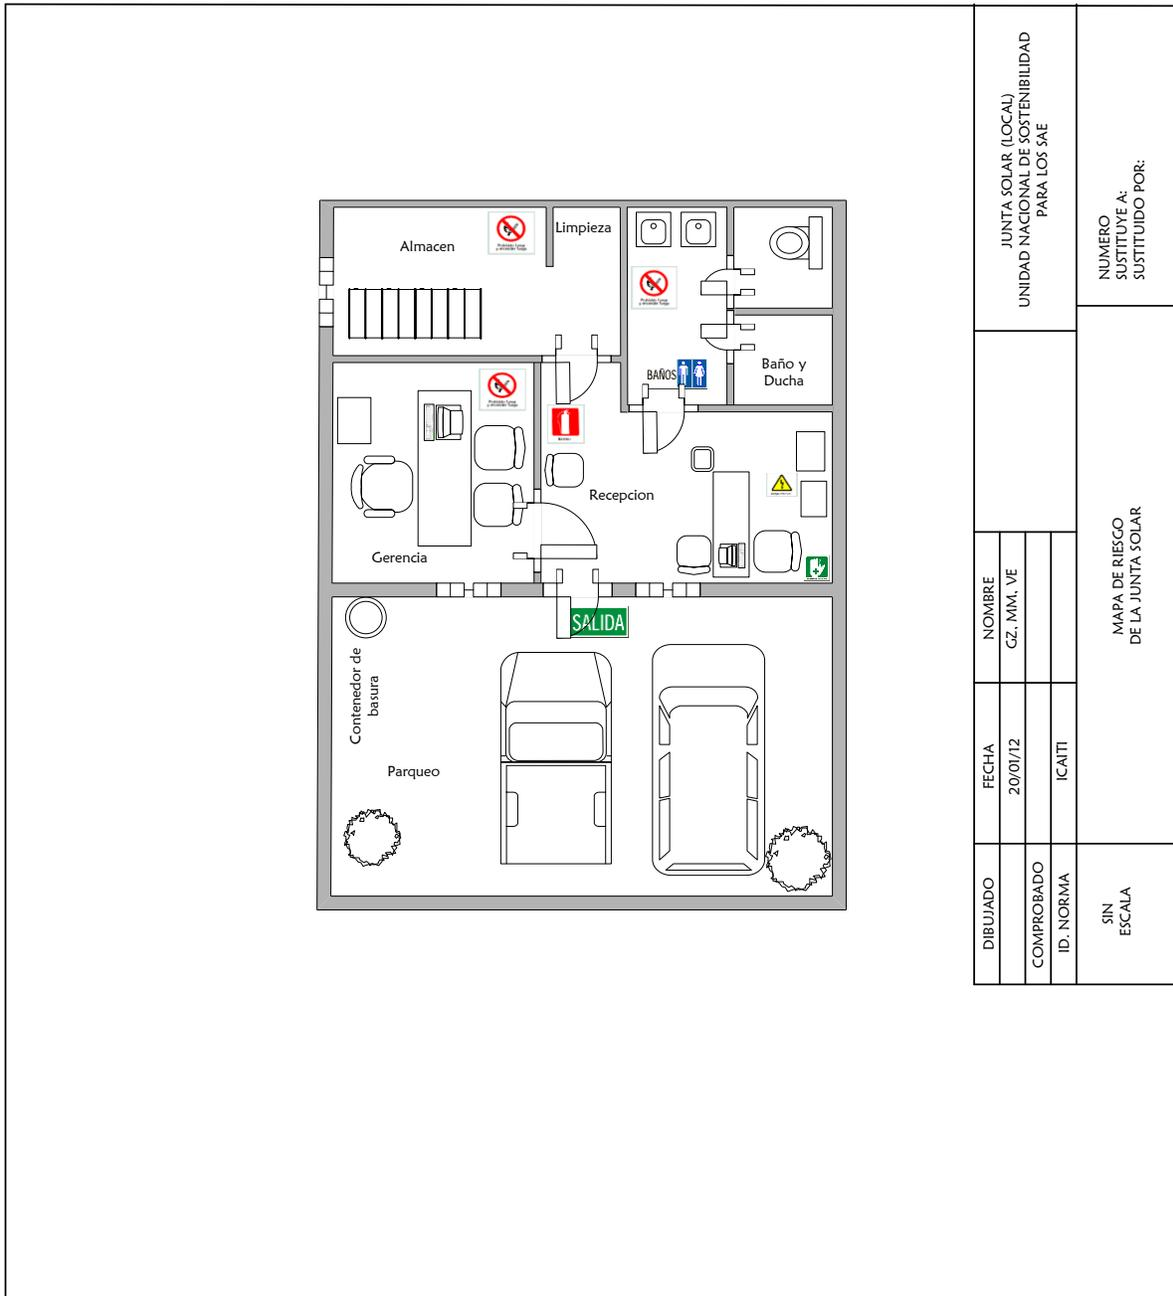 Almacen
Limpieza
BAÑOS
Baño y
Ducha
Recepcion
Gerencia
SALIDA
Contenedor de
basura
Parqueo
JUNTA SOLAR (LOCAL)
UNIDAD NACIONAL DE SOSTENIBILIDAD
PARA LOS SAE
NUMERO
SUSTITUYE A:
SUSTITUIDO POR:
DIBUJADO
FECHA
NOMBRE
20/01/12
GZ, MM, VE
COMPROBADO
ID. NORMA
ICAITI
MAPA DE RIESGO
DE LA JUNTA SOLAR
SIN
ESCALA